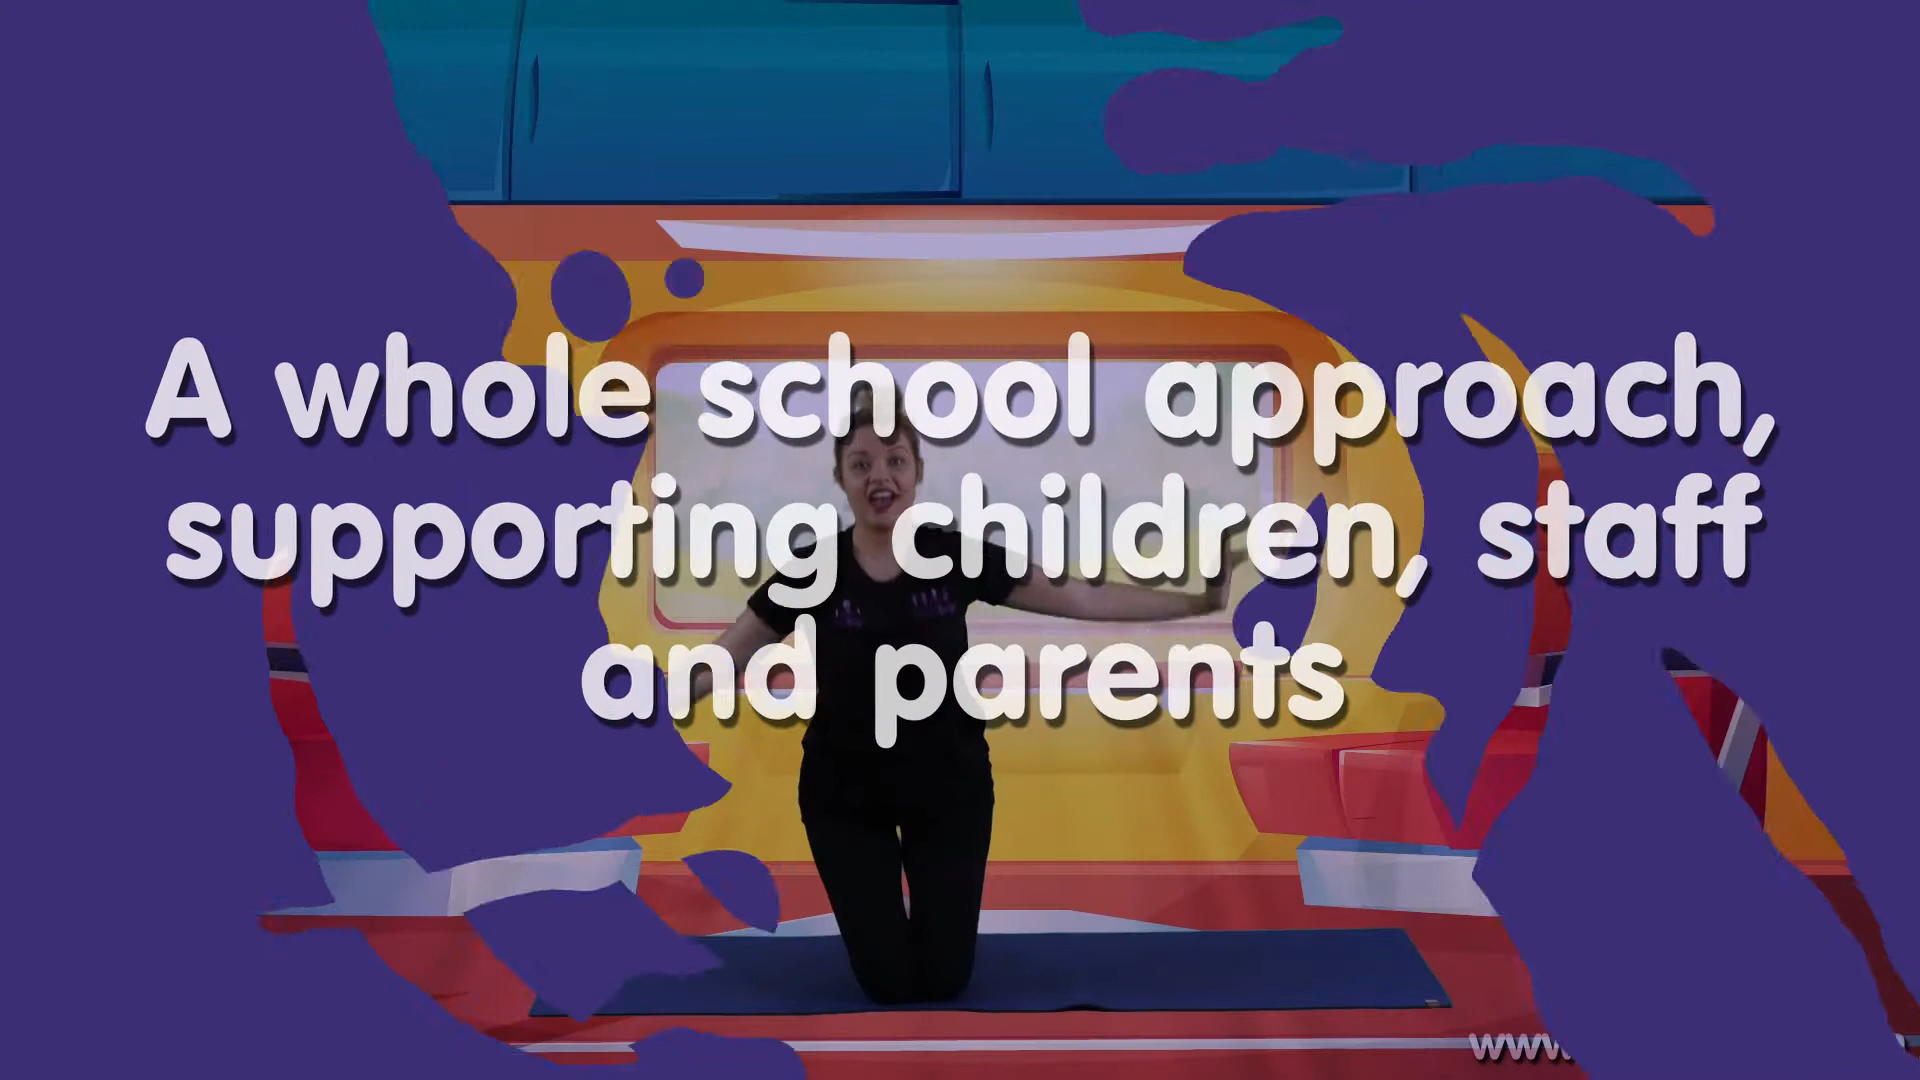 A whole school approach,
supporting children, staff
and parents
www.